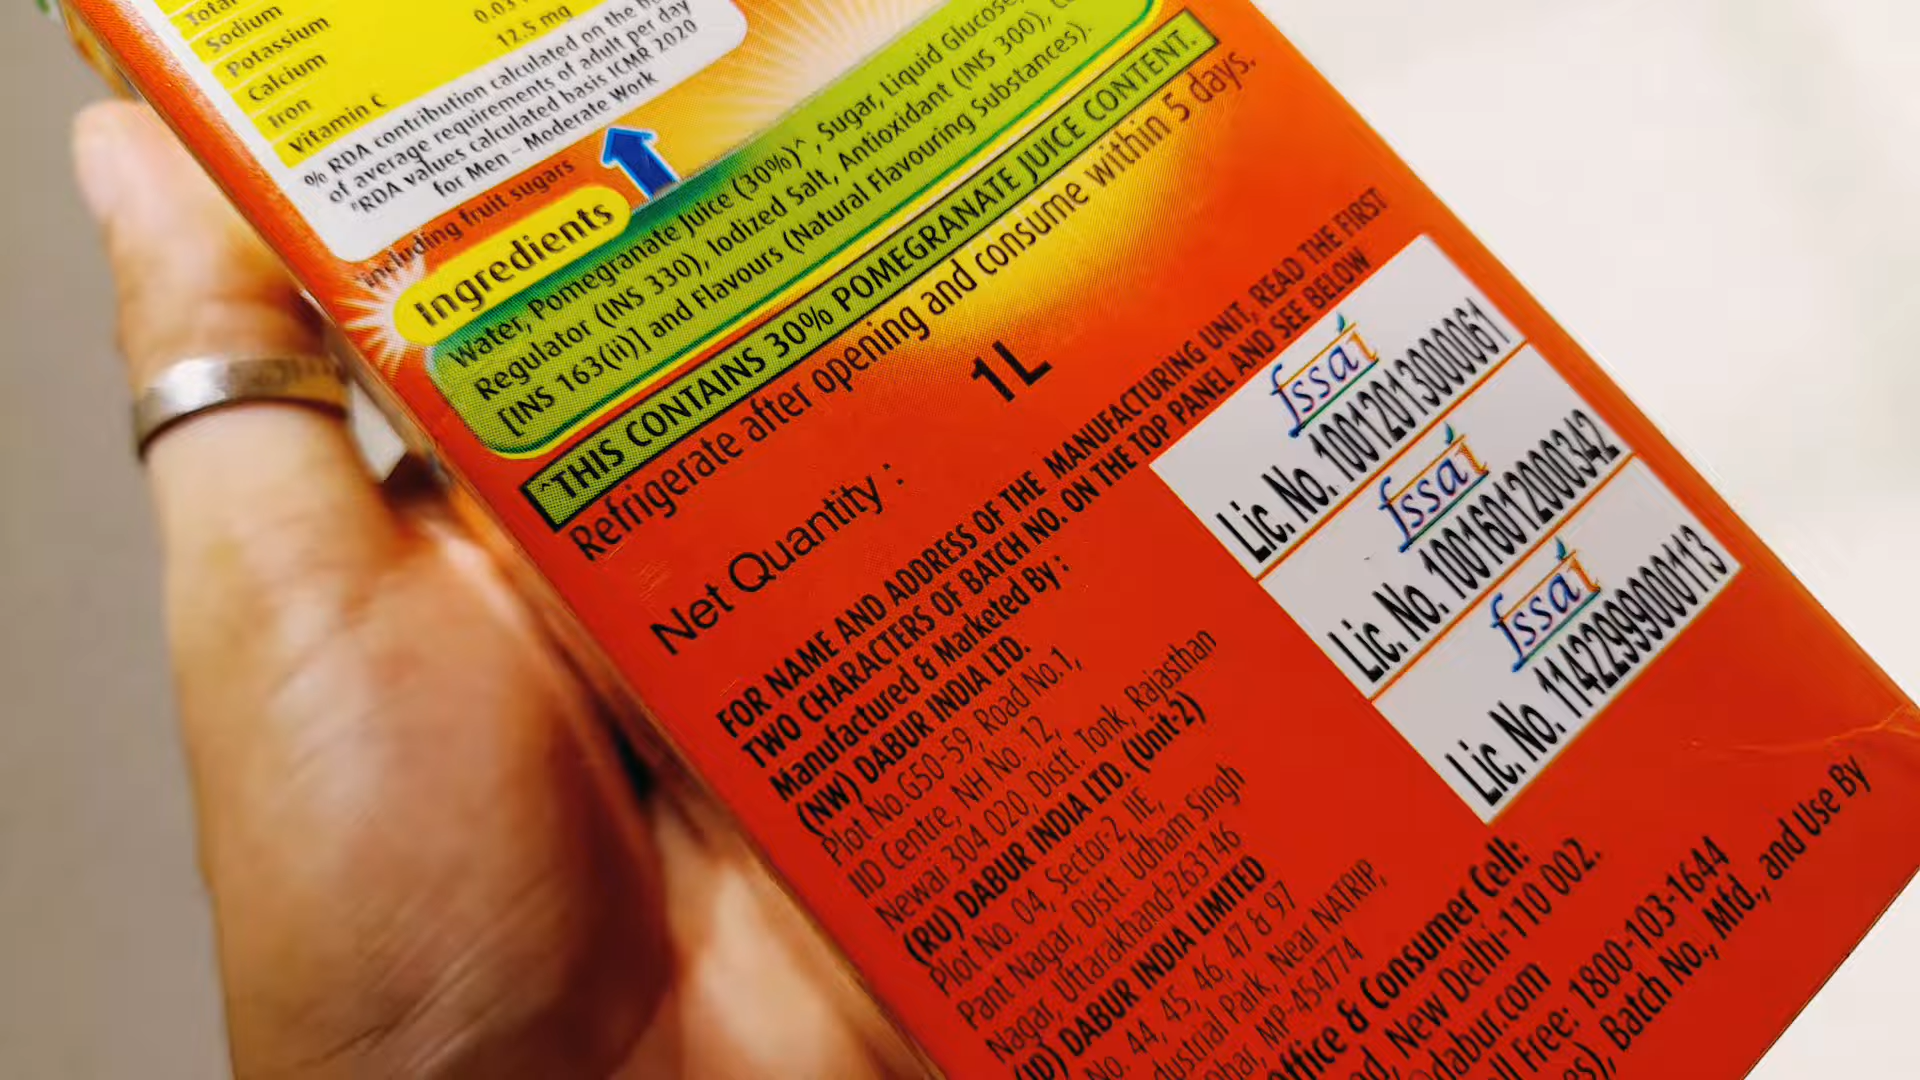 Total
Sodium
Potassium
Calcium
Iron
Vitamin C
0.03
12.5 mg
% RDA contribution calculated on the
of average requirements of adult per day
#RDA values calculated basis ICMR 2020
for Men – Moderate Work
including fruit sugars
Ingredients
Water, Pomegranate Juice (30%)^, Sugar, Liquid Glucose,
Regulator (INS 330), Iodized Salt, Antioxidant (INS 300),
[INS 163(ii)] and Flavours (Natural Flavouring Substances).
^THIS CONTAINS 30% POMEGRANATE JUICE CONTENT.
Refrigerate after opening and consume within 5 days.
Net Quantity : 1L
FOR NAME AND ADDRESS OF THE MANUFACTURING UNIT, READ THE FIRST
TWO CHARACTERS OF BATCH NO. ON THE TOP PANEL AND SEE BELOW
Manufactured & Marketed By :
(NW) DABUR INDIA LTD.
Plot No.G50-59, Road No.1,
IID Centre, NH No. 12,
Newai 304 020, Distt. Tonk, Rajasthan
(RU) DABUR INDIA LTD. (Unit-2)
Plot No. 04, Sector-2, IIE,
Pant Nagar, Distt. Udham Singh
Nagar, Uttarakhand-263146
(ID) DABUR INDIA LIMITED
No. 44, 45, 46, 47 & 97
Near NATRIP,
MP-454774
fssai
Lic. No. 10012013000061
fssai
Lic. No. 10016012000342
fssai
Lic. No. 11422999000113
& Consumer Cell:
New Delhi-110 002.
dabur.com
Free: 1800-103-1644
Batch No., Mfd., and Use By